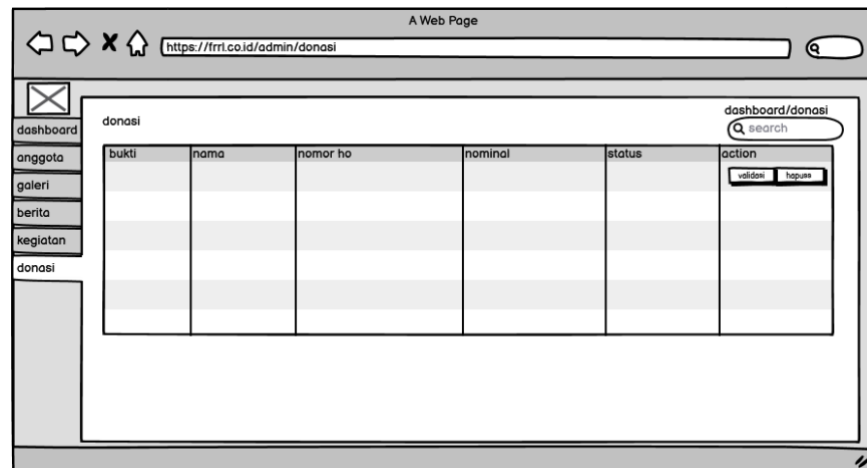 A Web Page
https://frrl.co.id/admin/donasi
dashboard
anggota
galeri
berita
kegiatan
donasi
donasi
dashboard/donasi
search
bukti nama nomor ho nominal status action
validasi hapuss